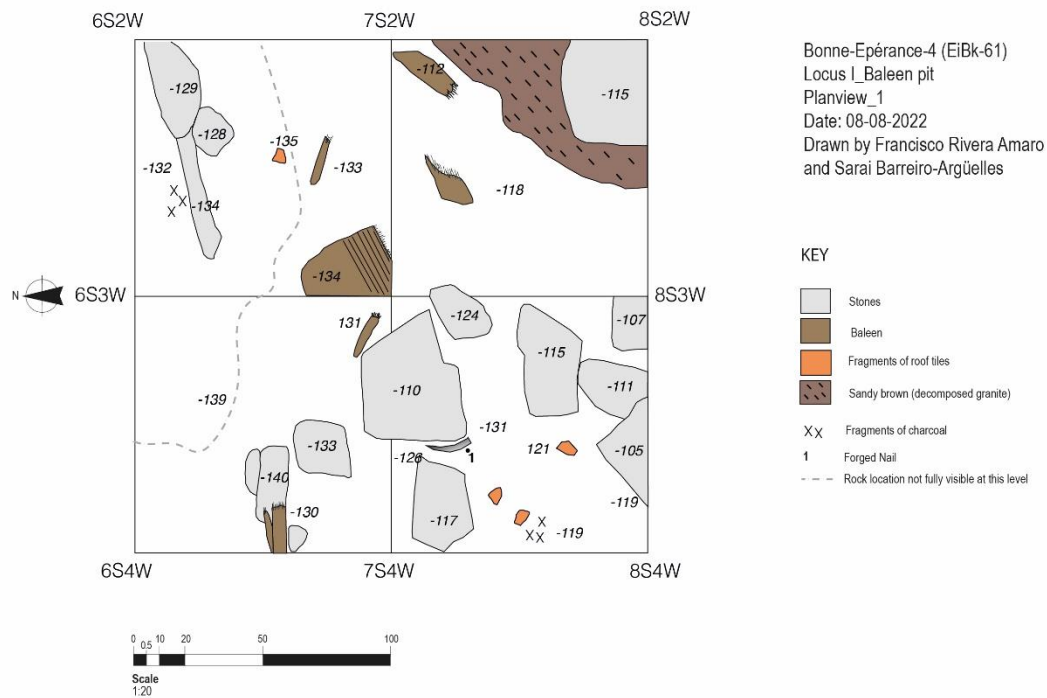 6S2W
7S2W
8S2W
-129
-128
-135
-133
-132
-134
-112
-115
-118
-134
N
6S3W
8S3W
131
-139
-133
-140
-130
-124
-110
-115
-107
-111
-131
121
-105
-126
1
-117
-119
-119
6S4W
7S4W
8S4W
Bonne-Epérance-4 (EiBk-61)
Locus I_Baleen pit
Planview_1
Date: 08-08-2022
Drawn by Francisco Rivera Amaro
and Sarai Barreiro-Argüelles
KEY
Stones
Baleen
Fragments of roof tiles
Sandy brown (decomposed granite)
X X Fragments of charcoal
1 Forged Nail
Rock location not fully visible at this level
0 0.5 10 20 50 100
Scale
1:20